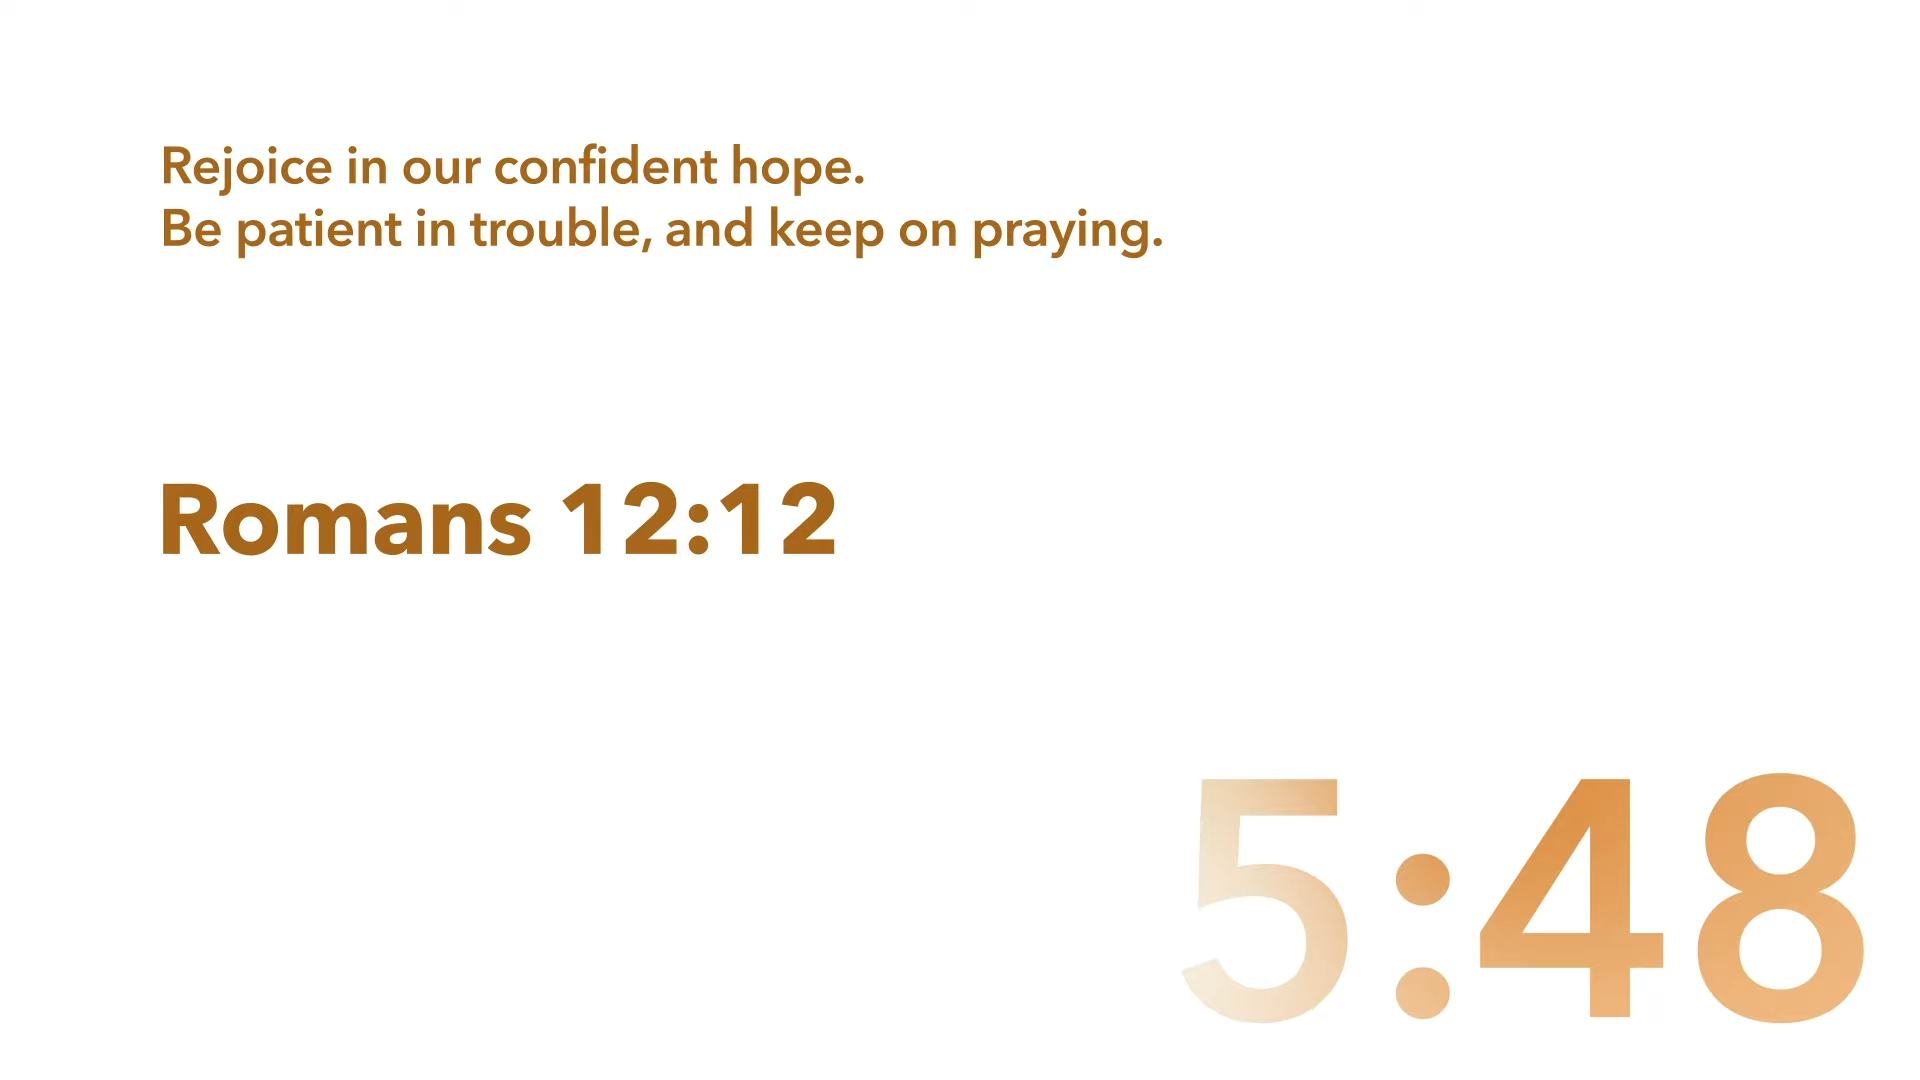 Rejoice in our confident hope.
Be patient in trouble, and keep on praying.
Romans 12:12
5:48